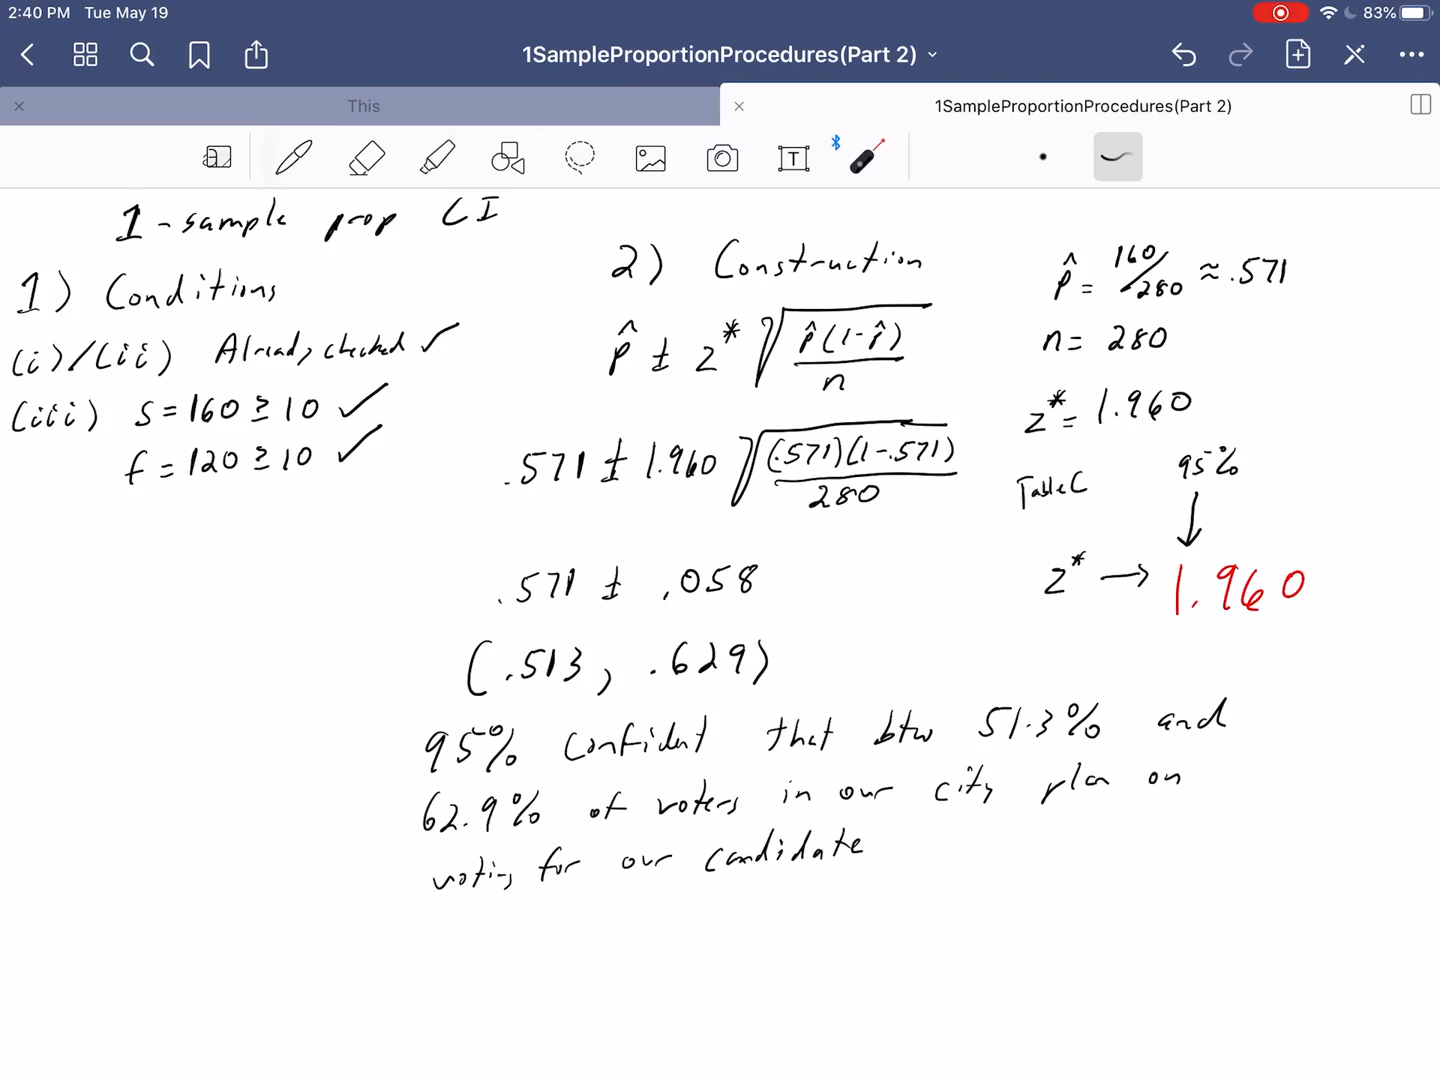 2:40 PM Tue May 19
83%
1SampleProportionProcedures(Part 2)
This
1SampleProportionProcedures(Part 2)
T
1-sample prop CI
1) Conditions
(i)/(ii) Already checked ✓
(iii) S = 160 ≥ 10 ✓
f = 120 ≥ 10 ✓
2) Construction
p̂ ± z* √(p̂(1-p̂)/n)
.571 ± 1.960 √((.571)(1-.571)/280)
.571 ± .058
(.513, .629)
95% confident that btw 51.3% and
62.9% of voters in our city plan on
voting for our candidate
p̂ = 160/280 ≈ .571
n = 280
z* = 1.960
Table C 95%
z* → 1.960